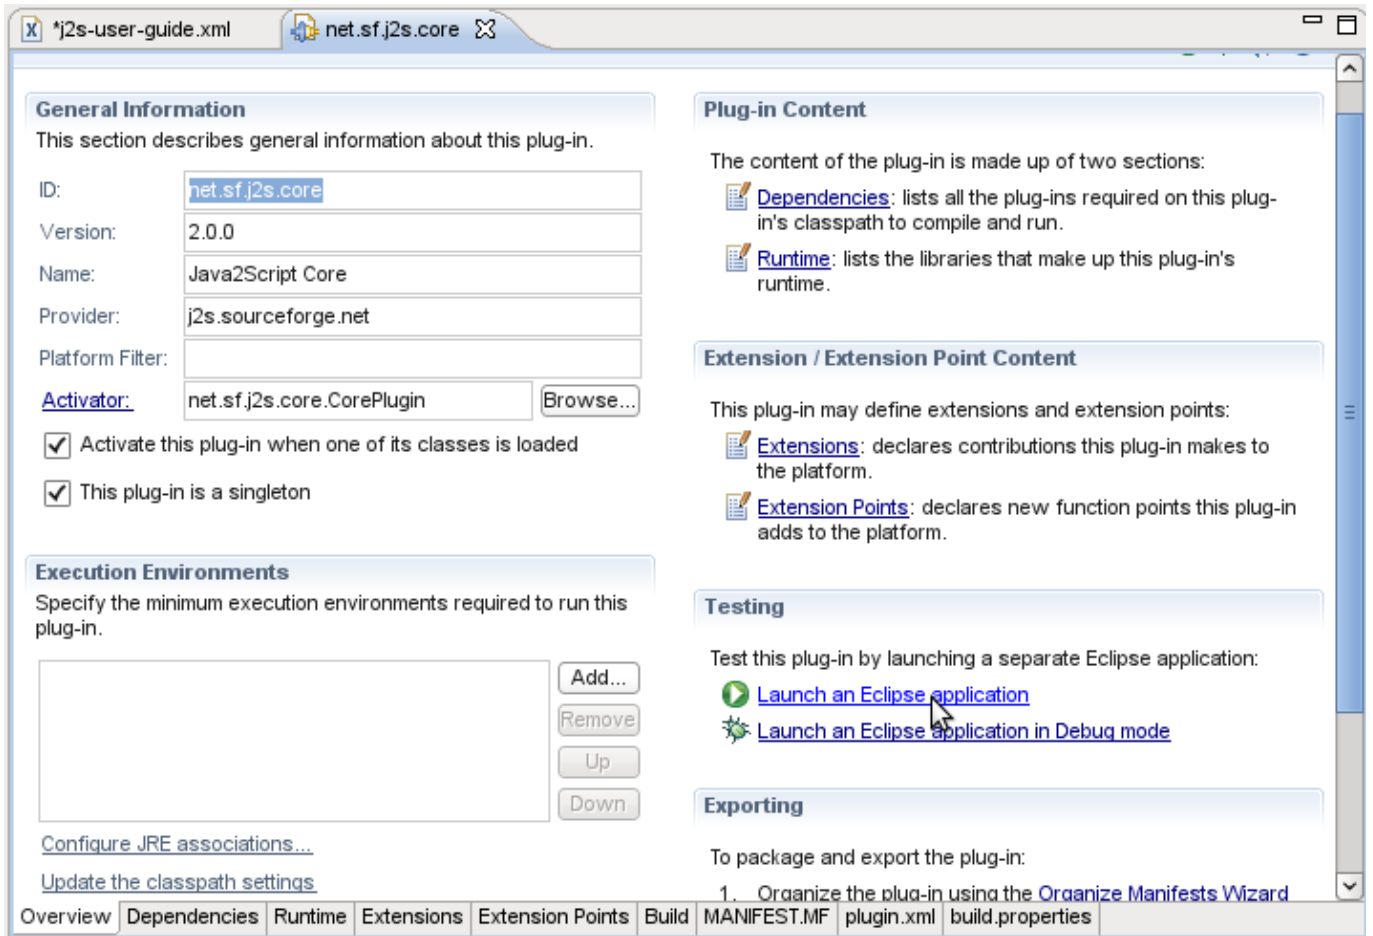 *j2s-user-guide.xml
net.sf.j2s.core
General Information
This section describes general information about this plug-in.
ID:
net.sf.j2s.core
Version:
2.0.0
Name:
Java2Script Core
Provider:
j2s.sourceforge.net
Platform Filter:
Activator:
net.sf.j2s.core.CorePlugin
Browse...
Activate this plug-in when one of its classes is loaded
This plug-in is a singleton
Execution Environments
Specify the minimum execution environments required to run this
plug-in.
Add...
Remove
Up
Down
Configure JRE associations...
Update the classpath settings
Plug-in Content
The content of the plug-in is made up of two sections:
Dependencies: lists all the plug-ins required on this plug-
in's classpath to compile and run.
Runtime: lists the libraries that make up this plug-in's
runtime.
Extension / Extension Point Content
This plug-in may define extensions and extension points:
Extensions: declares contributions this plug-in makes to
the platform.
Extension Points: declares new function points this plug-in
adds to the platform.
Testing
Test this plug-in by launching a separate Eclipse application:
Launch an Eclipse application
Launch an Eclipse application in Debug mode
Exporting
To package and export the plug-in:
1. Organize the plug-in using the Organize Manifests Wizard
Overview Dependencies Runtime Extensions Extension Points Build MANIFEST.MF plugin.xml build.properties